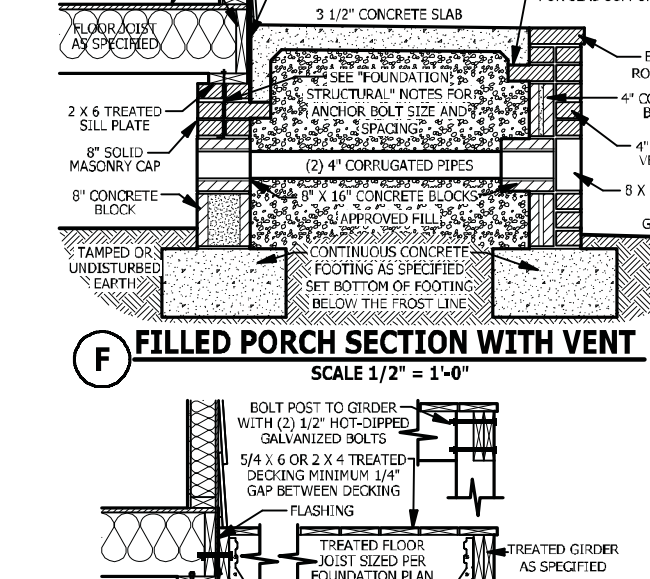 3 1/2" CONCRETE SLAB
FLOOR JOIST
AS SPECIFIED
SEE "FOUNDATION
STRUCTURAL" NOTES FOR
ANCHOR BOLT SIZE AND
SPACING
2 X 6 TREATED
SILL PLATE
8" SOLID
MASONRY CAP
(2) 4" CORRUGATED PIPES
8" CONCRETE
BLOCK
8" X 16" CONCRETE BLOCKS
APPROVED FILL
4"
4"
8 X
TAMPED OR
UNDISTURBED
EARTH
CONTINUOUS CONCRETE
FOOTING AS SPECIFIED
SET BOTTOM OF FOOTING
BELOW THE FROST LINE
F
FILLED PORCH SECTION WITH VENT
SCALE 1/2" = 1'-0"
BOLT POST TO GIRDER
WITH (2) 1/2" HOT-DIPPED
GALVANIZED BOLTS
5/4 X 6 OR 2 X 4 TREATED
DECKING MINIMUM 1/4"
GAP BETWEEN DECKING
FLASHING
TREATED FLOOR
JOIST SIZED PER
FOUNDATION PLAN
TREATED GIRDER
AS SPECIFIED